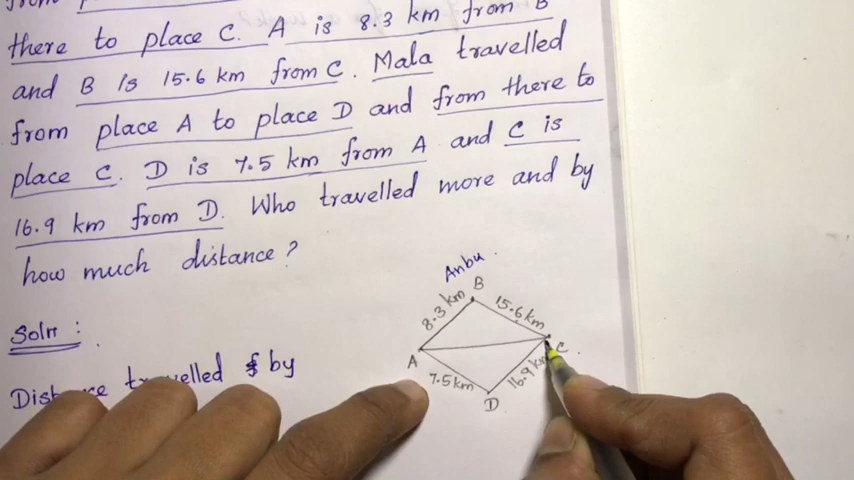 from
there to place C. A is 8.3 km from B
and B is 15.6 km from C. Mala travelled
from place A to place D and from there to
place C. D is 7.5 km from A and C is
16.9 km from D. Who travelled more and by
how much distance?
Anbu
B
8.3 km
15.6 km
Soln :
A
C
7.5 km
16.9 km
D
Distance travelled by